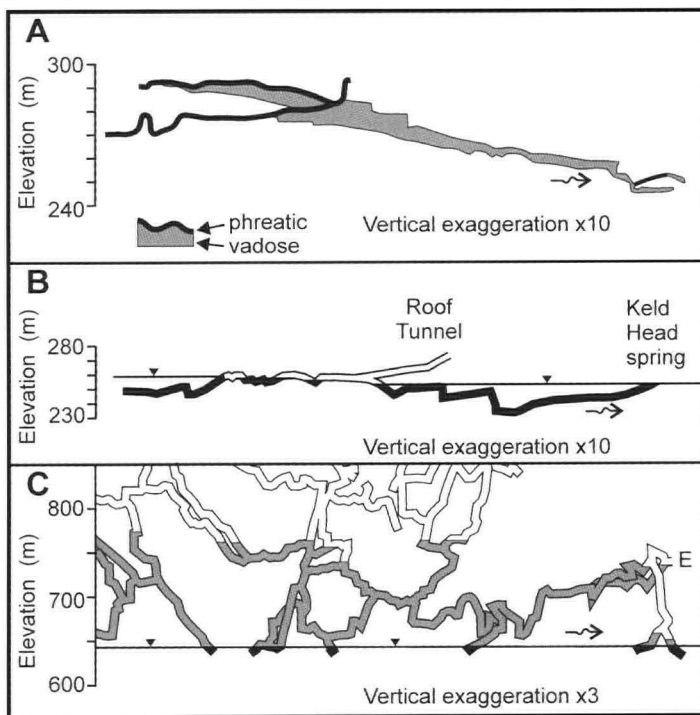 A
Elevation (m)
300
240
phreatic
vadose
Vertical exaggeration x10
B
Elevation (m)
280
230
Roof
Tunnel
Keld
Head
spring
Vertical exaggeration x10
C
Elevation (m)
800
700
600
E
Vertical exaggeration x3